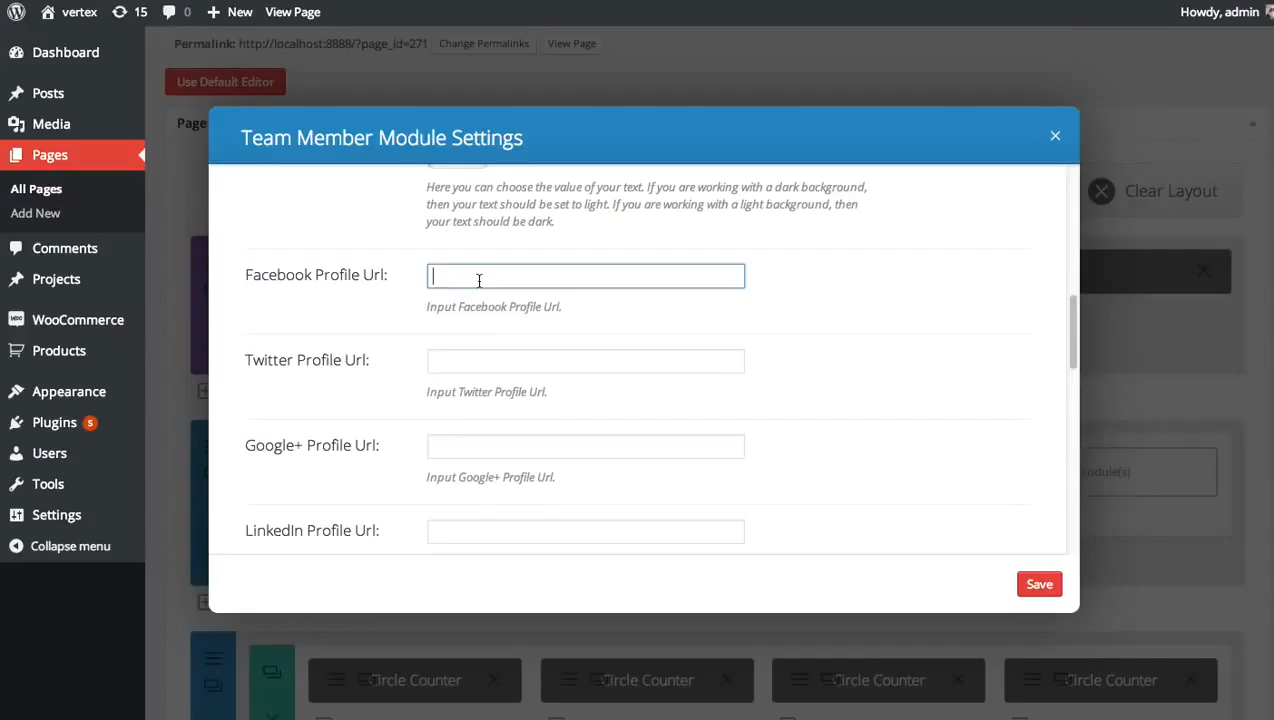 vertex 15 0 New View Page Howdy, admin
Permalink: http://localhost:8888/?page_id=271 Change Permalinks View Page
Use Default Editor
Dashboard
Posts
Media
Pages
All Pages
Add New
Comments
Projects
WooCommerce
Products
Appearance
Plugins 5
Users
Tools
Settings
Collapse menu
Page
Team Member Module Settings
Clear Layout
Here you can choose the value of your text. If you are working with a dark background,
then your text should be set to light. If you are working with a light background, then
your text should be dark.
Facebook Profile Url:
Input Facebook Profile Url.
Twitter Profile Url:
Input Twitter Profile Url.
Google+ Profile Url:
Input Google+ Profile Url.
LinkedIn Profile Url:
Save
Circle Counter Circle Counter Circle Counter Circle Counter